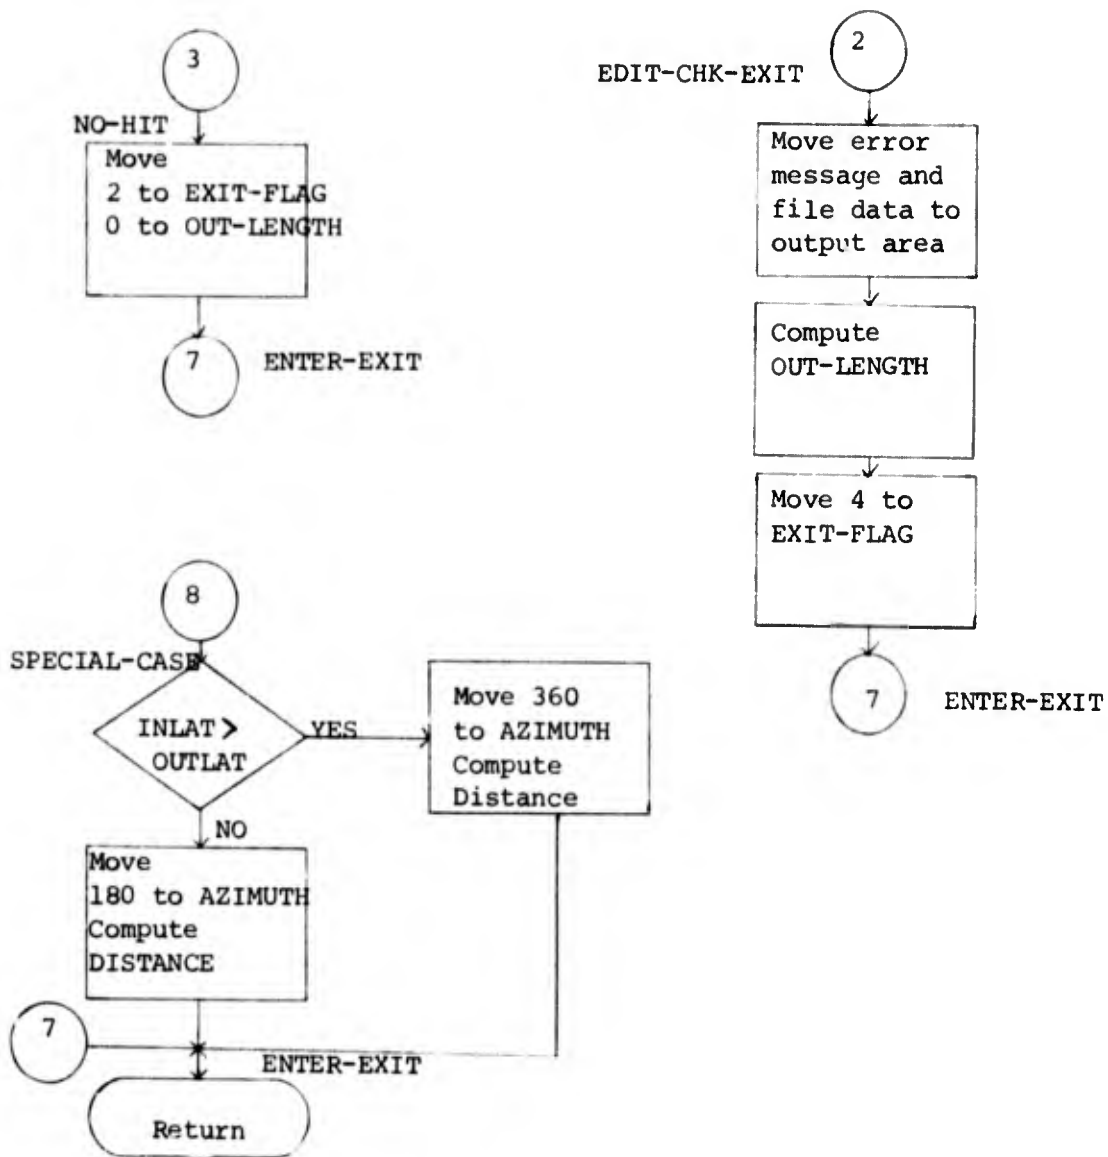 3
NO-HIT
Move
2 to EXIT-FLAG
0 to OUT-LENGTH
7
ENTER-EXIT
2
EDIT-CHK-EXIT
Move error
message and
file data to
output area
Compute
OUT-LENGTH
Move 4 to
EXIT-FLAG
7
ENTER-EXIT
8
SPECIAL-CASE
INLAT >
OUTLAT
YES
Move 360
to AZIMUTH
Compute
Distance
NO
Move
180 to AZIMUTH
Compute
DISTANCE
7
ENTER-EXIT
Return